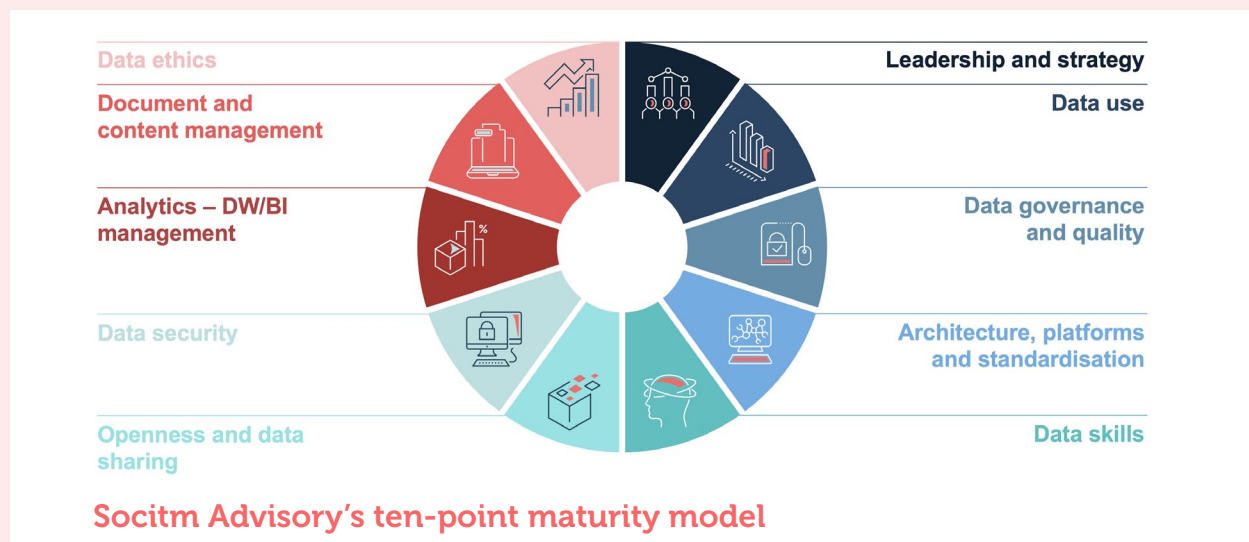 Data ethics
Document and
content management
Analytics – DW/BI
management
Data security
Openness and data
sharing
Leadership and strategy
Data use
Data governance
and quality
Architecture, platforms
and standardisation
Data skills
%
Socitm Advisory’s ten-point maturity model